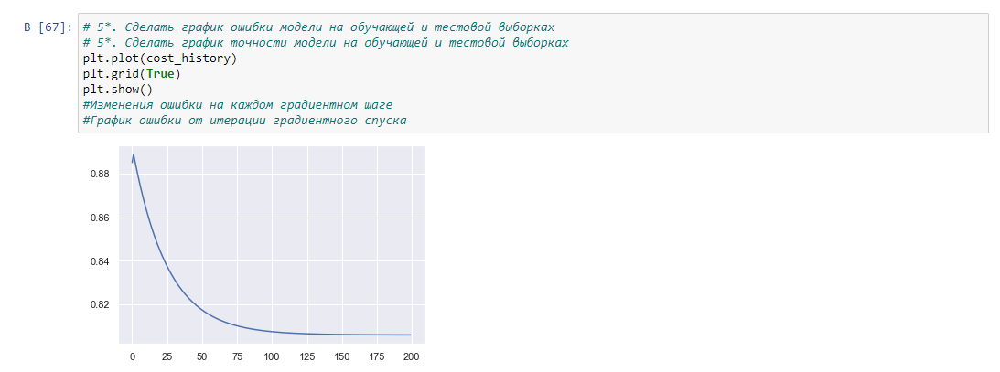 В [67]: # 5*. Сделать график ошибки модели на обучающей и тестовой выборках
# 5*. Сделать график точности модели на обучающей и тестовой выборках
plt.plot(cost_history)
plt.grid(True)
plt.show()
#Изменения ошибки на каждом градиентном шаге
#График ошибки от итерации градиентного спуска
0.88
0.86
0.84
0.82
0 25 50 75 100 125 150 175 200